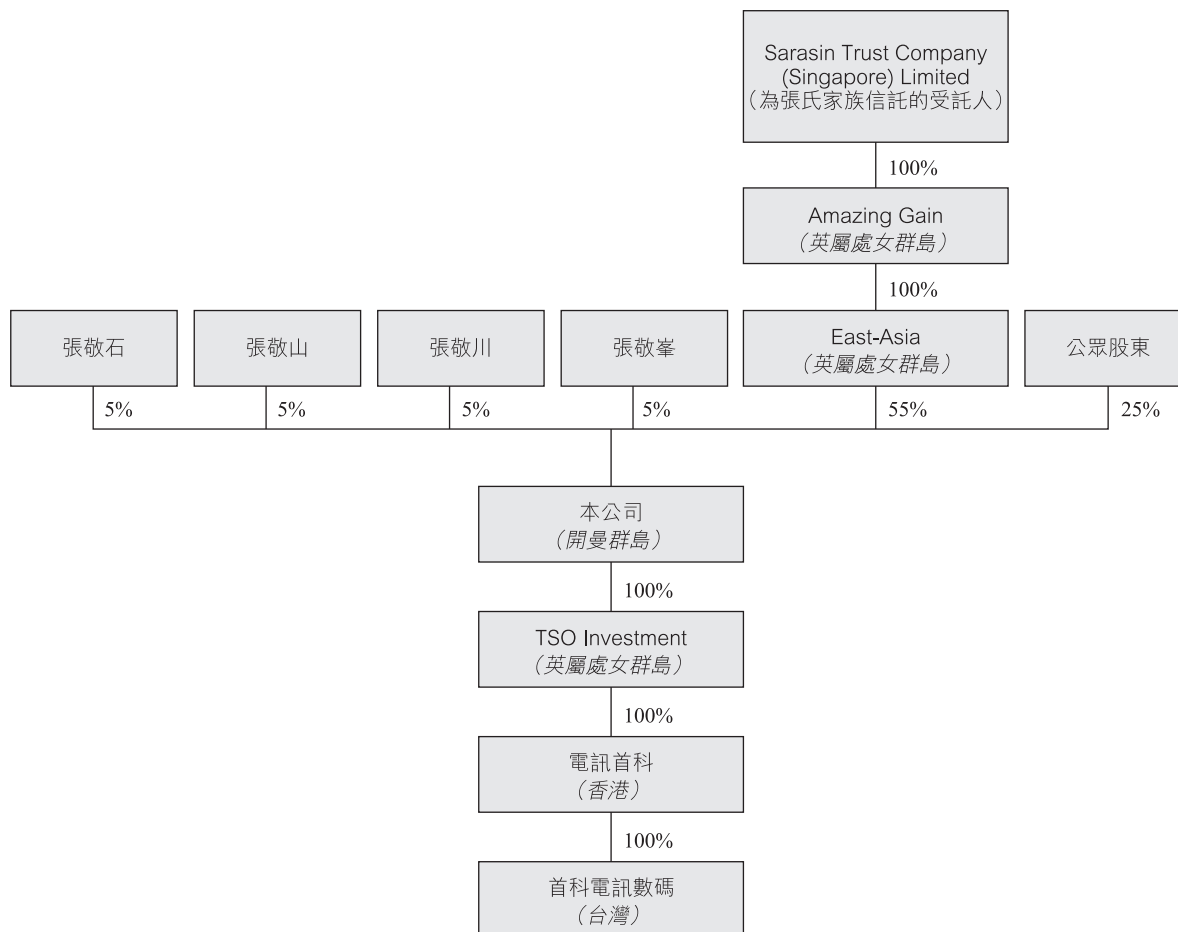 Sarasin Trust Company
(Singapore) Limited
（為張氏家族信託的受託人）
100%
Amazing Gain
（英屬處女群島）
100%
張敬石
張敬山
張敬川
張敬峯
East-Asia
（英屬處女群島）
公眾股東
5%
5%
5%
5%
55%
25%
本公司
（開曼群島）
100%
TSO Investment
（英屬處女群島）
100%
電訊首科
（香港）
100%
首科電訊數碼
（台灣）